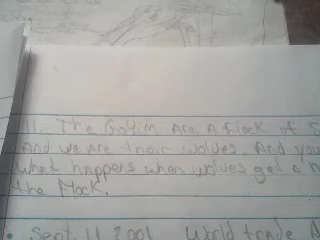 11. The Goyim are a flock of
And we are their wolves. And you
What happens when wolves get a h
the flock.
• Sept. 11 2001 World trade